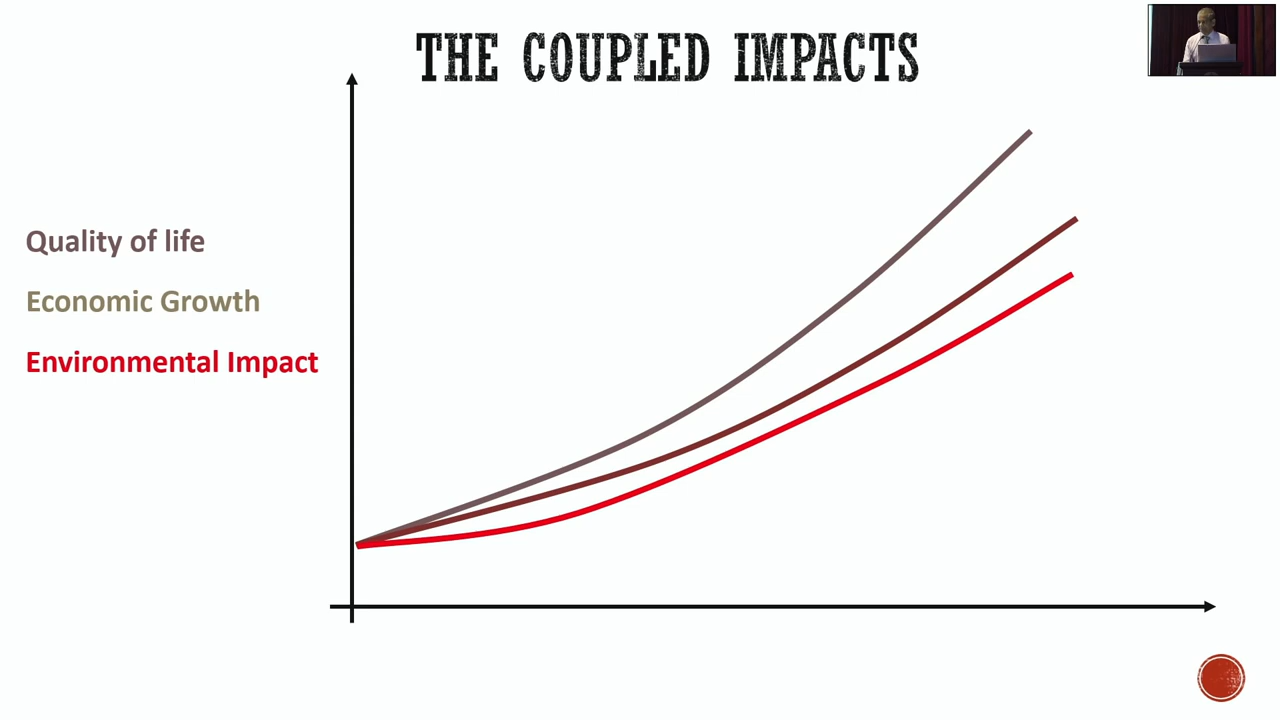 THE COUPLED IMPACTS
Quality of life
Economic Growth
Environmental Impact